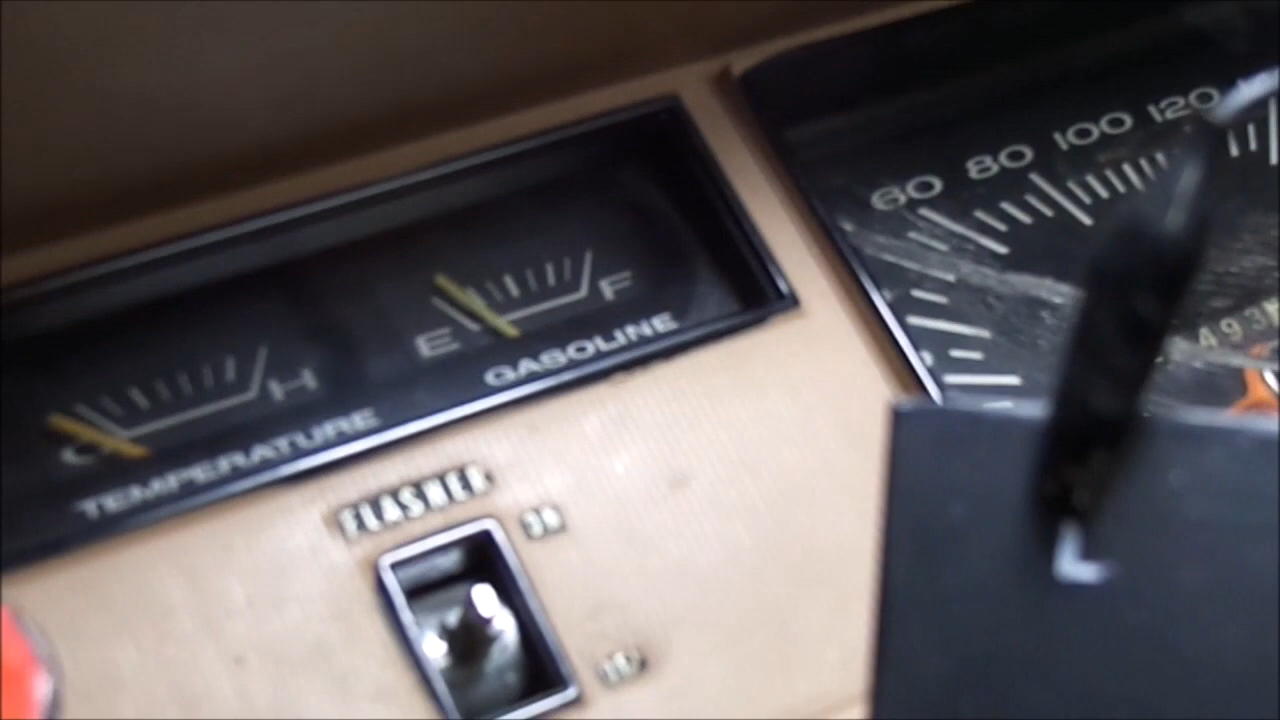 60 80 100 120
E F
GASOLINE
C H
TEMPERATURE
FLASHER
ON